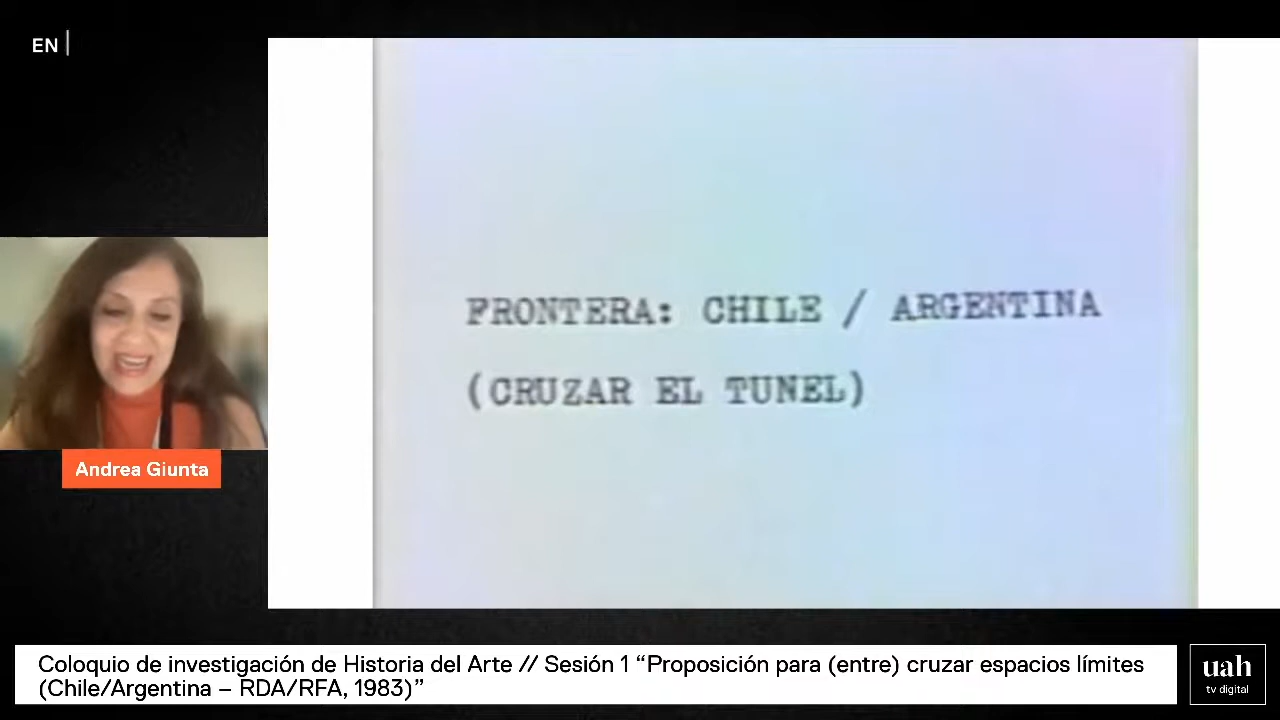 EN
FRONTERA: CHILE / ARGENTINA
(CRUZAR EL TUNEL)
Andrea Giunta
Coloquio de investigación de Historia del Arte // Sesión 1 “Proposición para (entre) cruzar espacios límites
(Chile/Argentina – RDA/RFA, 1983)”
uah
tv digital